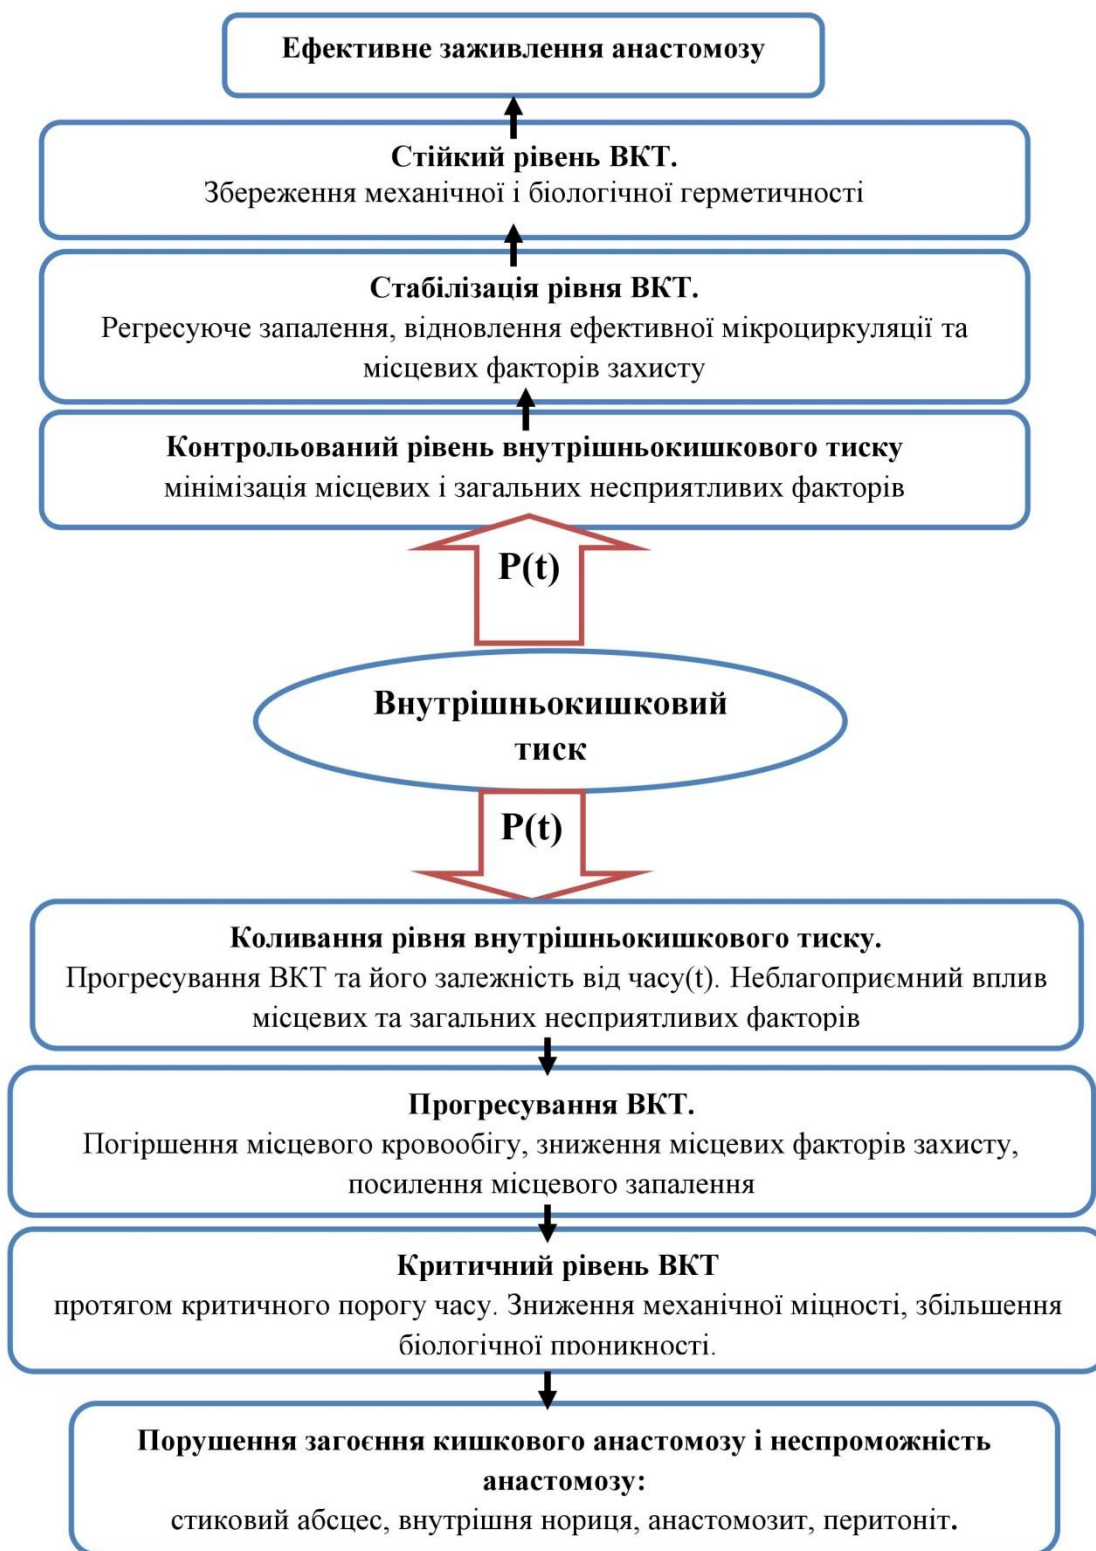 Ефективне заживлення анастомозу
Стійкий рівень ВКТ.
Збереження механічної і біологічної герметичності
Стабілізація рівня ВКТ.
Регресуюче запалення, відновлення ефективної мікроциркуляції та
місцевих факторів захисту
Контрольований рівень внутрішньокишкового тиску
мінімізація місцевих і загальних несприятливих факторів
P(t)
Внутрішньокишковий
тиск
P(t)
Коливання рівня внутрішньокишкового тиску.
Прогресування ВКТ та його залежність від часу(t). Неблагоприємний вплив
місцевих та загальних несприятливих факторів
Прогресування ВКТ.
Погіршення місцевого кровообігу, зниження місцевих факторів захисту,
посилення місцевого запалення
Критичний рівень ВКТ
протягом критичного порогу часу. Зниження механічної міцності, збільшення
біологічної проникності.
Порушення загоєння кишкового анастомозу і неспроможність
анастомозу:
стиковий абсцес, внутрішня нориця, анастомозит, перитоніт.